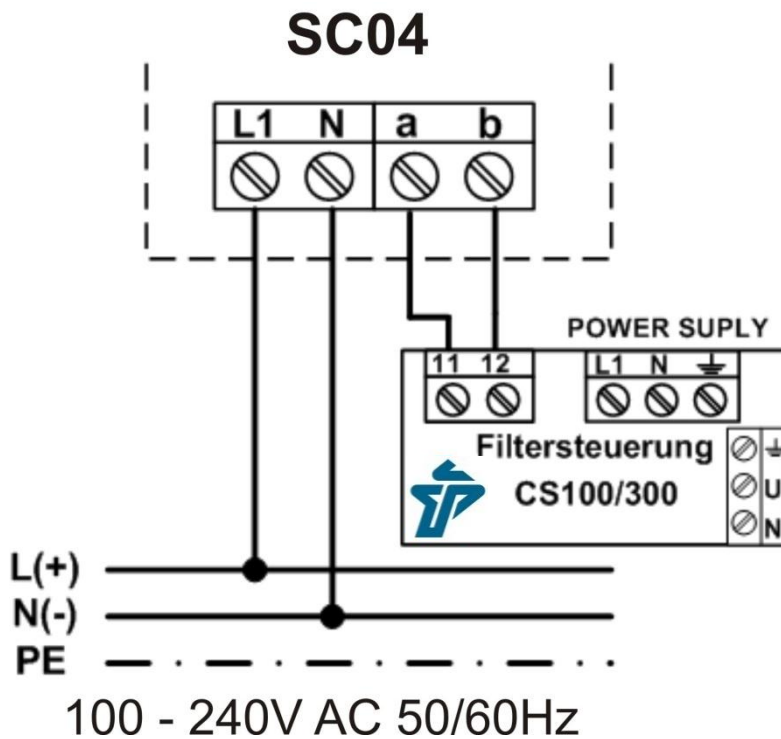 SC04
L1 N a b
POWER SUPLY
11 12 L1 N
Filtersteuerung
CS100/300
U
N
L(+)
N(-)
PE
100 - 240V AC 50/60Hz